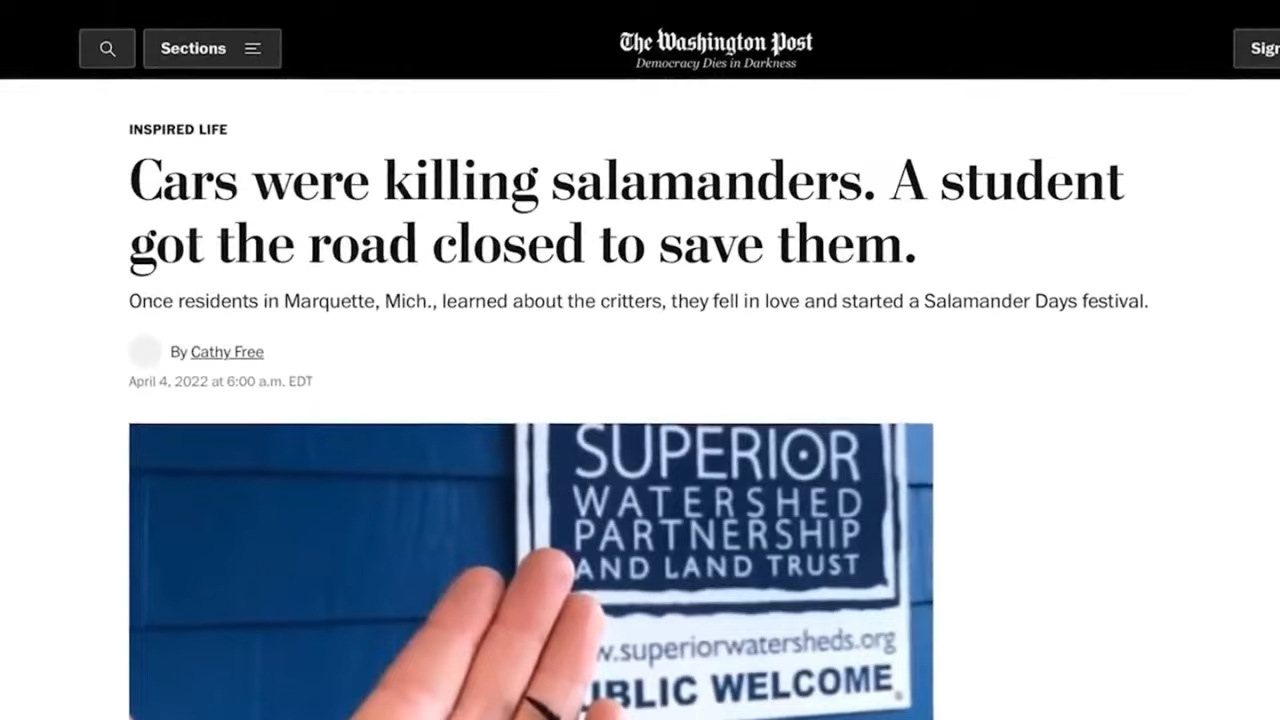 Sections
The Washington Post
Democracy Dies in Darkness
Sign
INSPIRED LIFE
Cars were killing salamanders. A student
got the road closed to save them.
Once residents in Marquette, Mich., learned about the critters, they fell in love and started a Salamander Days festival.
By Cathy Free
April 4, 2022 at 6:00 a.m. EDT
SUPERIOR
WATERSHED
PARTNERSHIP
AND LAND TRUST
w.superiorwatersheds.org
UBLIC WELCOME